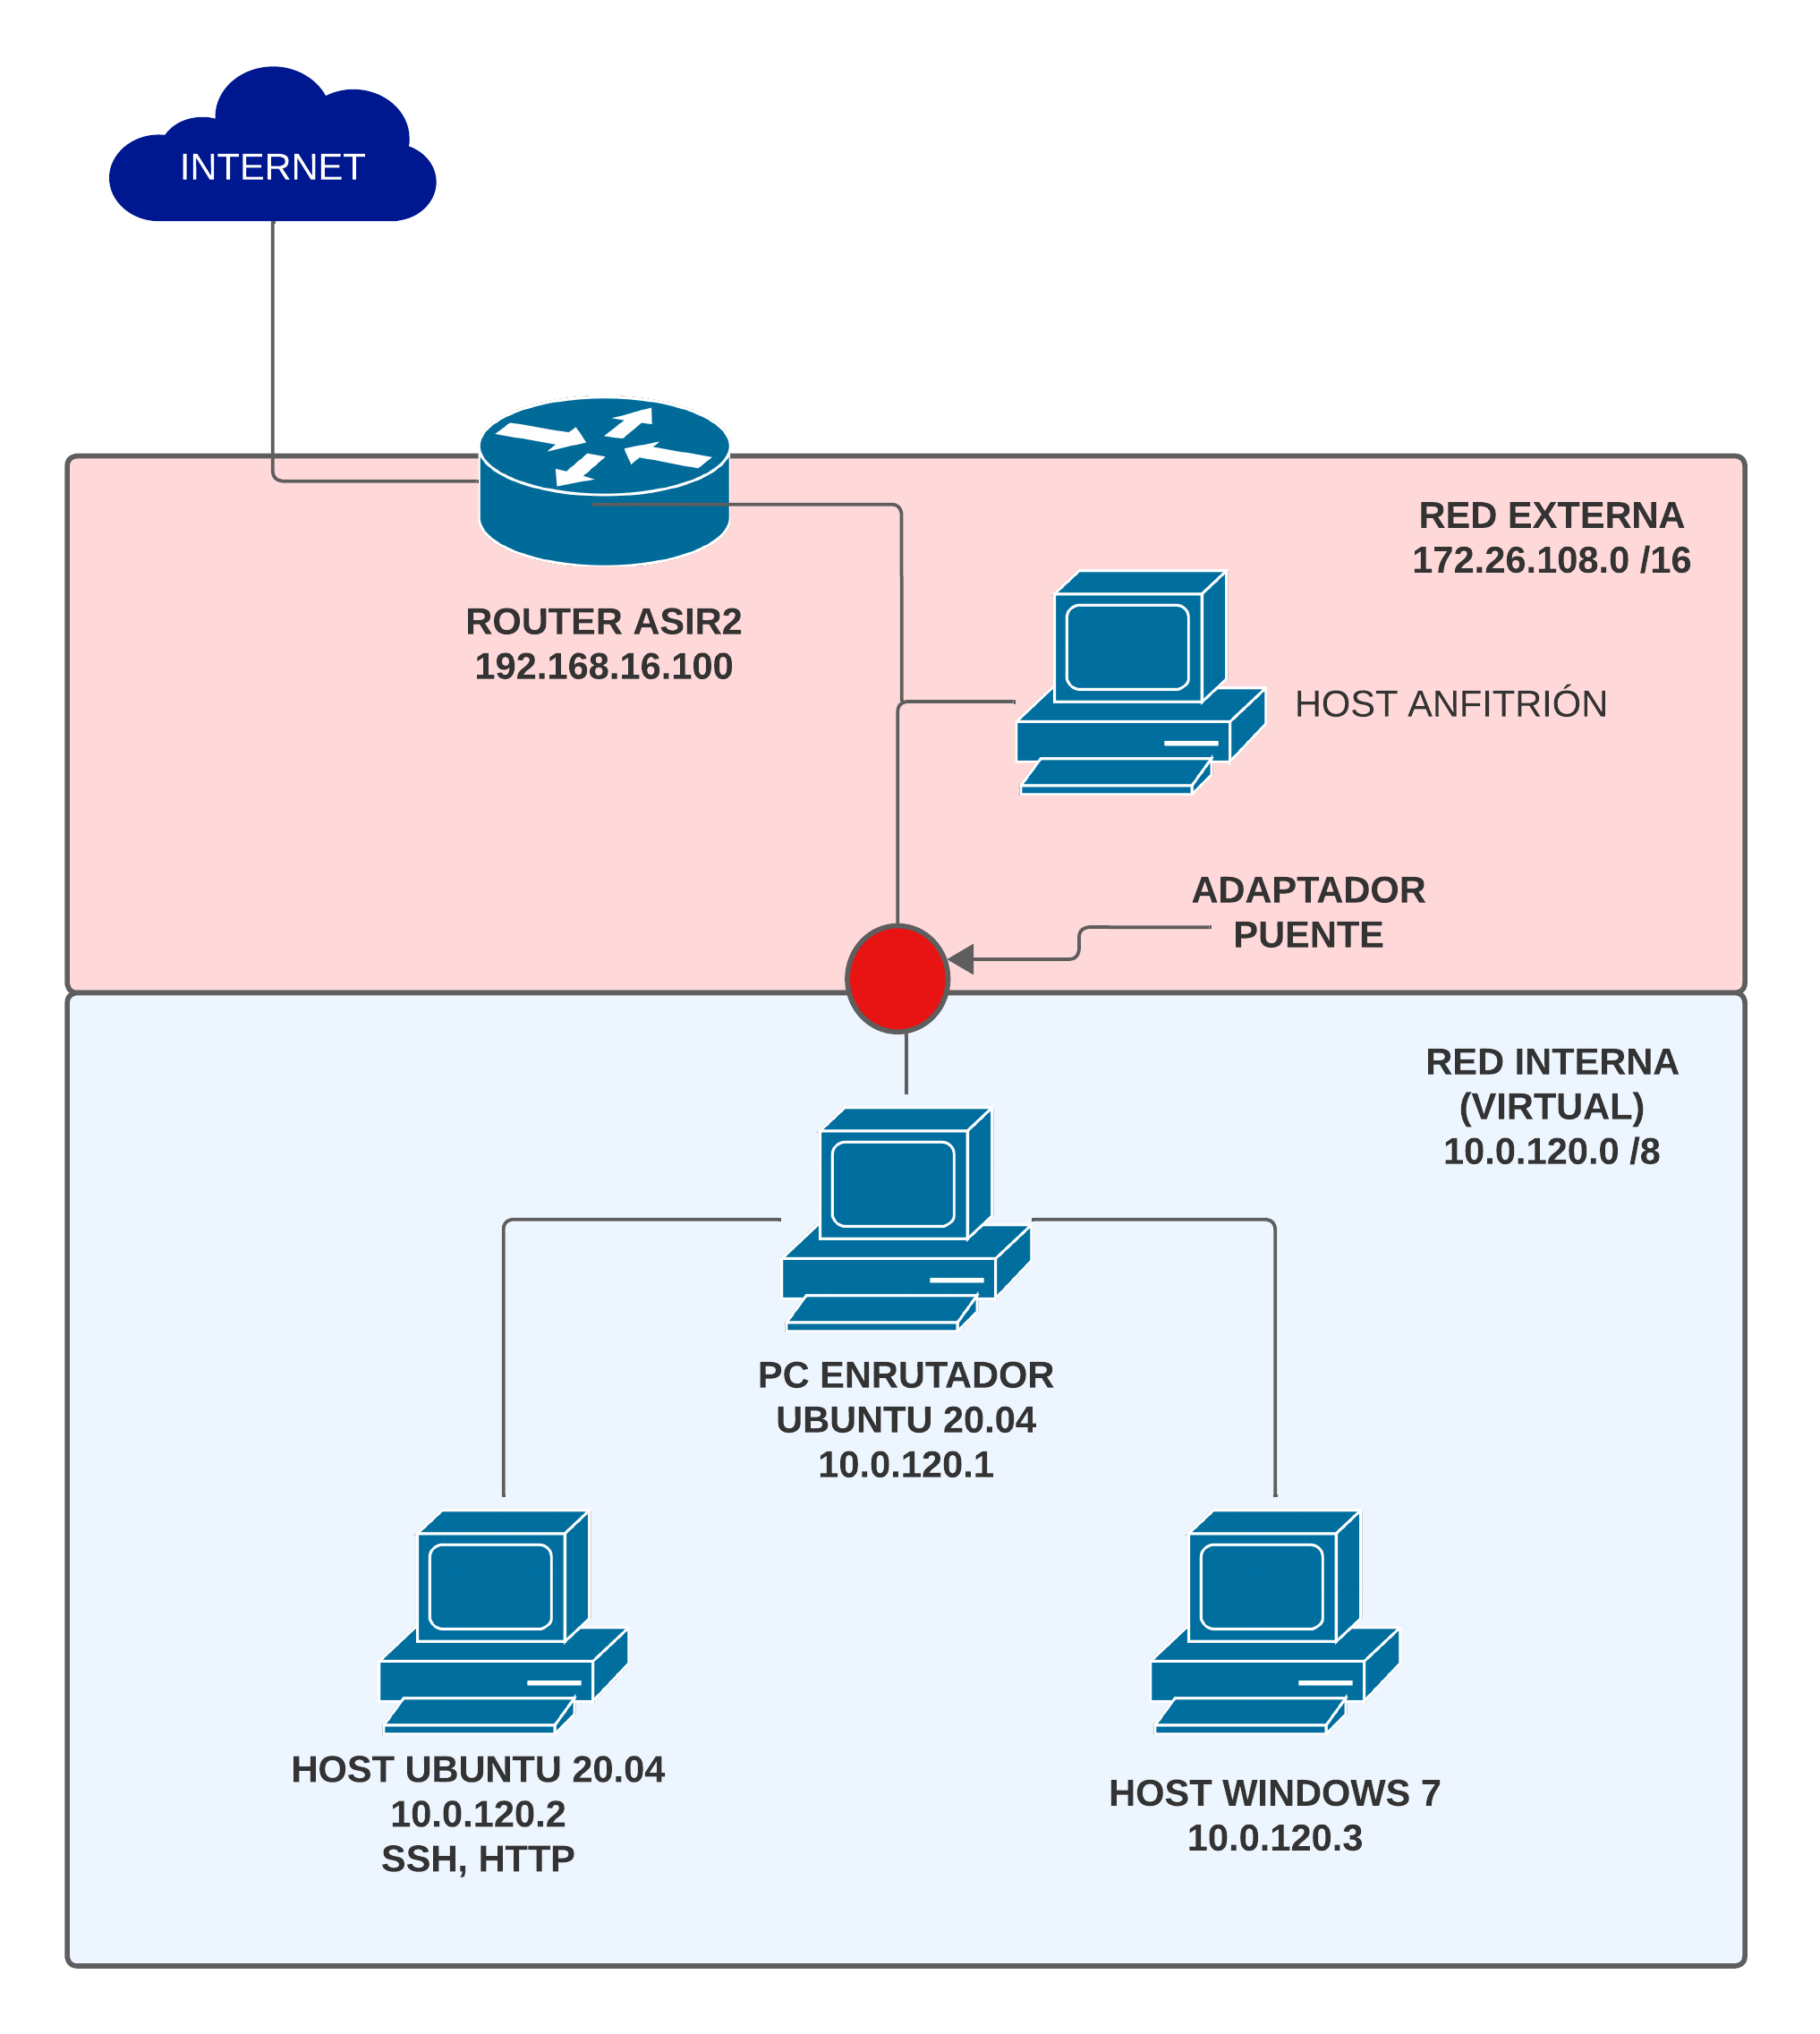 INTERNET
RED EXTERNA
172.26.108.0 /16
ROUTER ASIR2
192.168.16.100
HOST ANFITRIÓN
ADAPTADOR
PUENTE
RED INTERNA
(VIRTUAL)
10.0.120.0 /8
PC ENRUTADOR
UBUNTU 20.04
10.0.120.1
HOST UBUNTU 20.04
10.0.120.2
SSH, HTTP
HOST WINDOWS 7
10.0.120.3